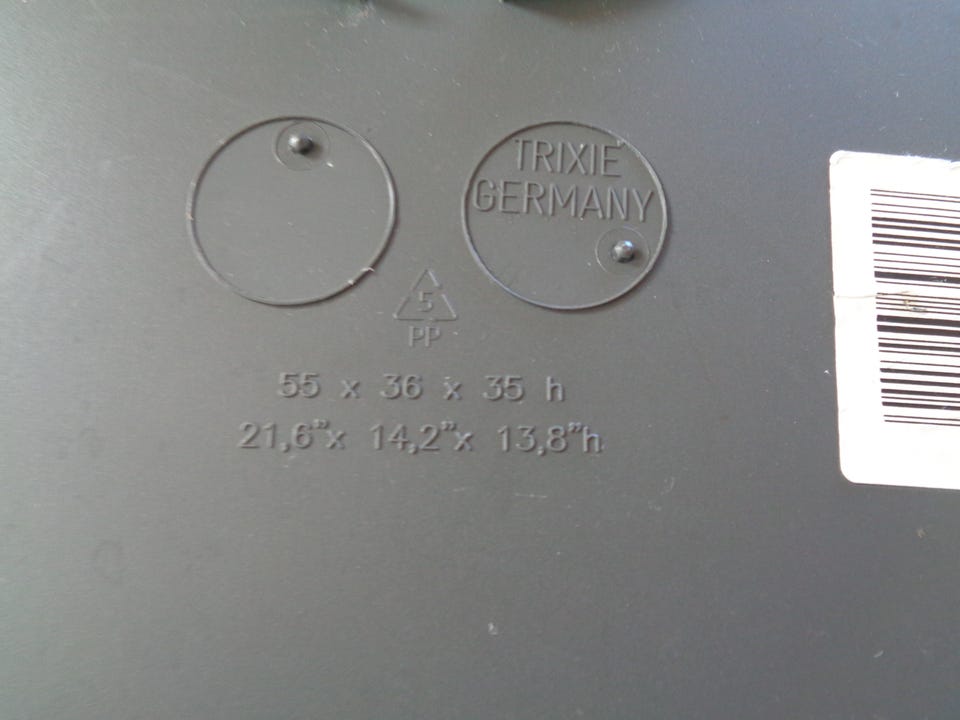 TRIXIE
GERMANY
5
PP
55 x 36 x 35 h
21,6”x 14,2”x 13,8”h